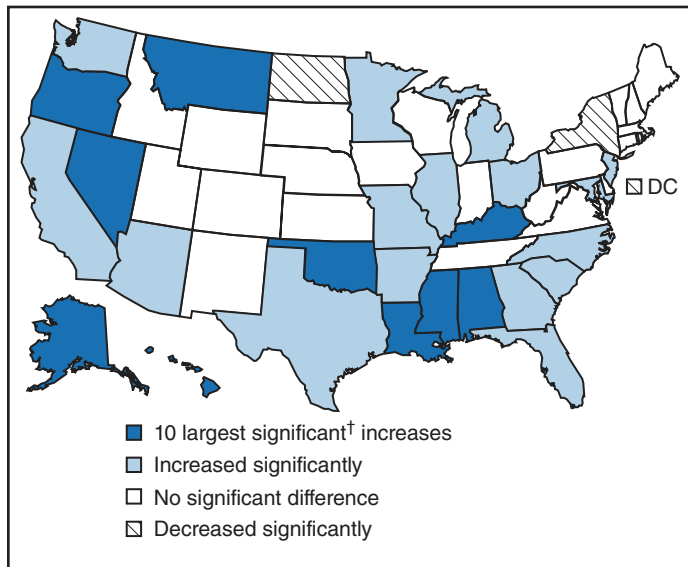 DC
10 largest significant† increases
Increased significantly
No significant difference
Decreased significantly